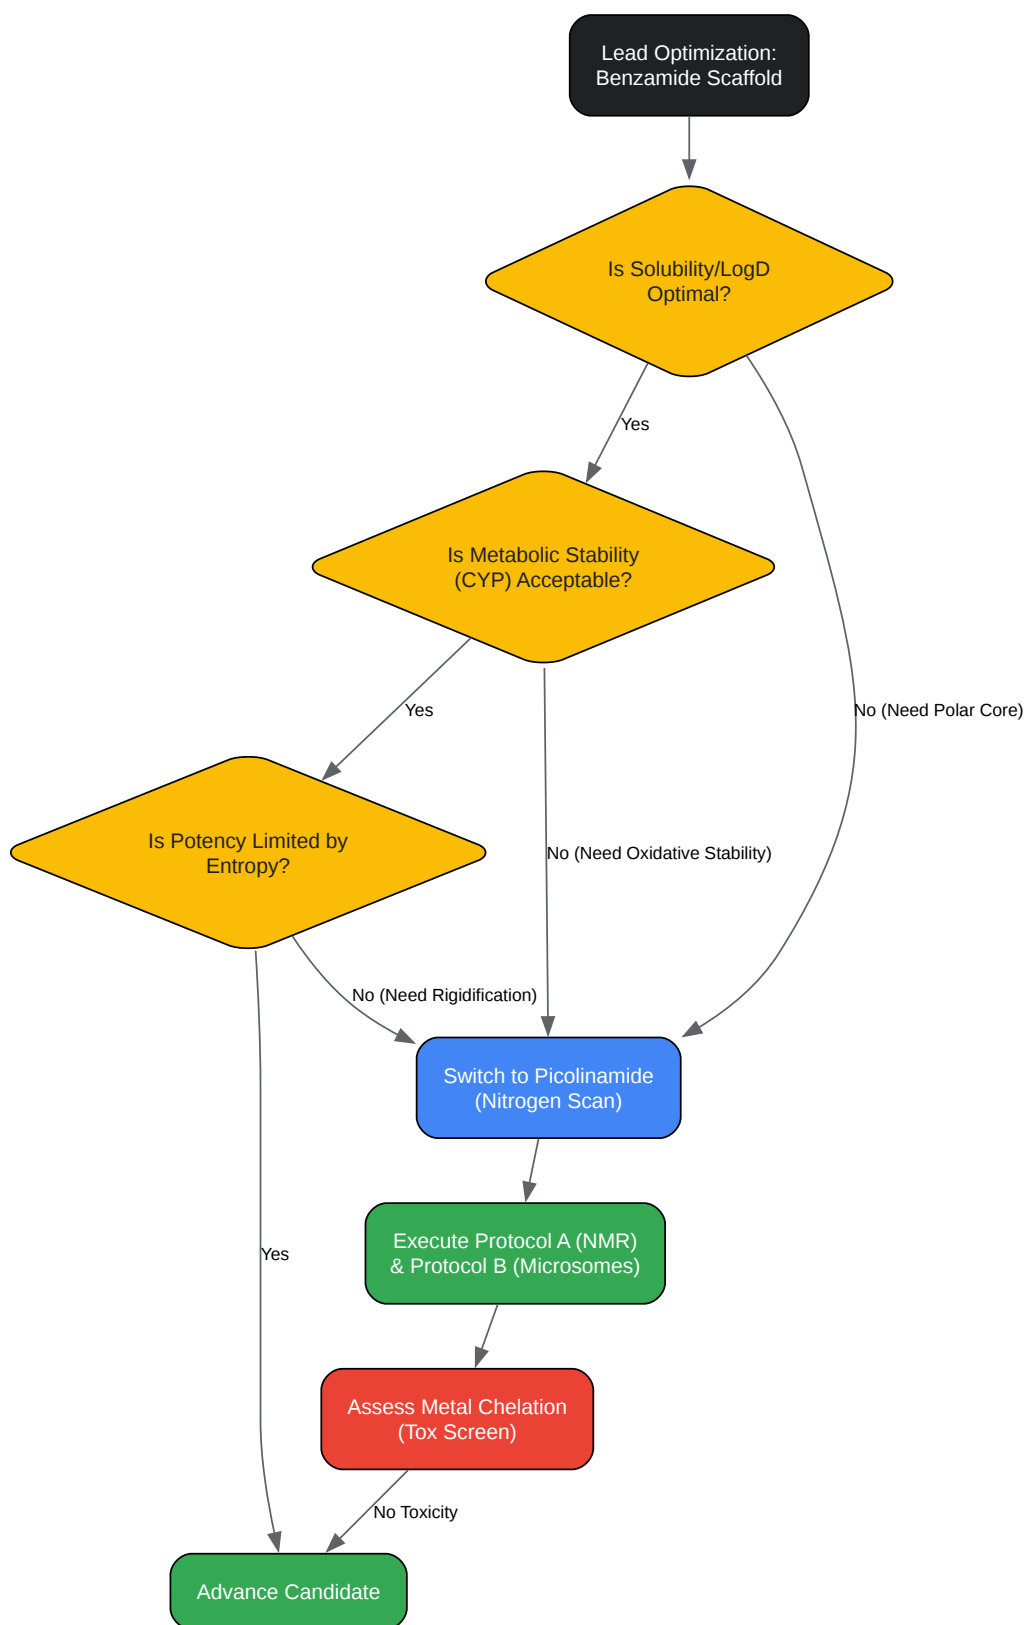 Lead Optimization:
Benzamide Scaffold
Is Solubility/LogD
Optimal?
Yes
Is Metabolic Stability
(CYP) Acceptable?
Yes
No (Need Polar Core)
Is Potency Limited by
Entropy?
No (Need Oxidative Stability)
No (Need Rigidification)
Switch to Picolinamide
(Nitrogen Scan)
Execute Protocol A (NMR)
& Protocol B (Microsomes)
Yes
Assess Metal Chelation
(Tox Screen)
No Toxicity
Advance Candidate